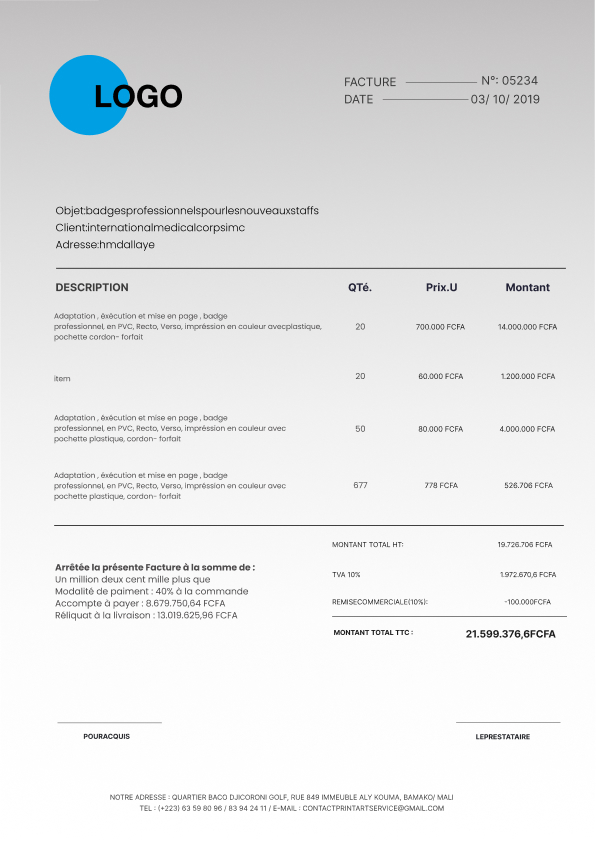 LOGO
FACTURE N°: 05234
DATE 03/ 10/ 2019
Objet:badgesprofessionnelspourlesnouveauxstaffs
Client:internationalmedicalcorpsimc
Adresse:hmdallaye
DESCRIPTION QTé. Prix.U Montant
Adaptation , éxécution et mise en page , badge
professionnel, en PVC, Recto, Verso, impréssion en couleur avecplastique, 20 700.000 FCFA 14.000.000 FCFA
pochette cordon- forfait
item 20 60.000 FCFA 1.200.000 FCFA
Adaptation , éxécution et mise en page , badge
professionnel, en PVC, Recto, Verso, impréssion en couleur avec 50 80.000 FCFA 4.000.000 FCFA
pochette plastique, cordon- forfait
Adaptation , éxécution et mise en page , badge
professionnel, en PVC, Recto, Verso, impréssion en couleur avec 677 778 FCFA 526.706 FCFA
pochette plastique, cordon- forfait
MONTANT TOTAL HT: 19.726.706 FCFA
TVA 10% 1.972.670,6 FCFA
REMISECOMMERCIALE(10%): -100.000FCFA
MONTANT TOTAL TTC : 21.599.376,6FCFA
Arrêtée la présente Facture à la somme de :
Un million deux cent mille plus que
Modalité de paiment : 40% à la commande
Accompte à payer : 8.679.750,64 FCFA
Réliquat à la livraison : 13.019.625,96 FCFA
POURACQUIS LEPRESTATAIRE
NOTRE ADRESSE : QUARTIER BACO DJICORONI GOLF, RUE 849 IMMEUBLE ALY KOUMA, BAMAKO/ MALI
TEL : (+223) 63 59 80 96 / 83 94 24 11 / E-MAIL : CONTACTPRINTARTSERVICE@GMAIL.COM